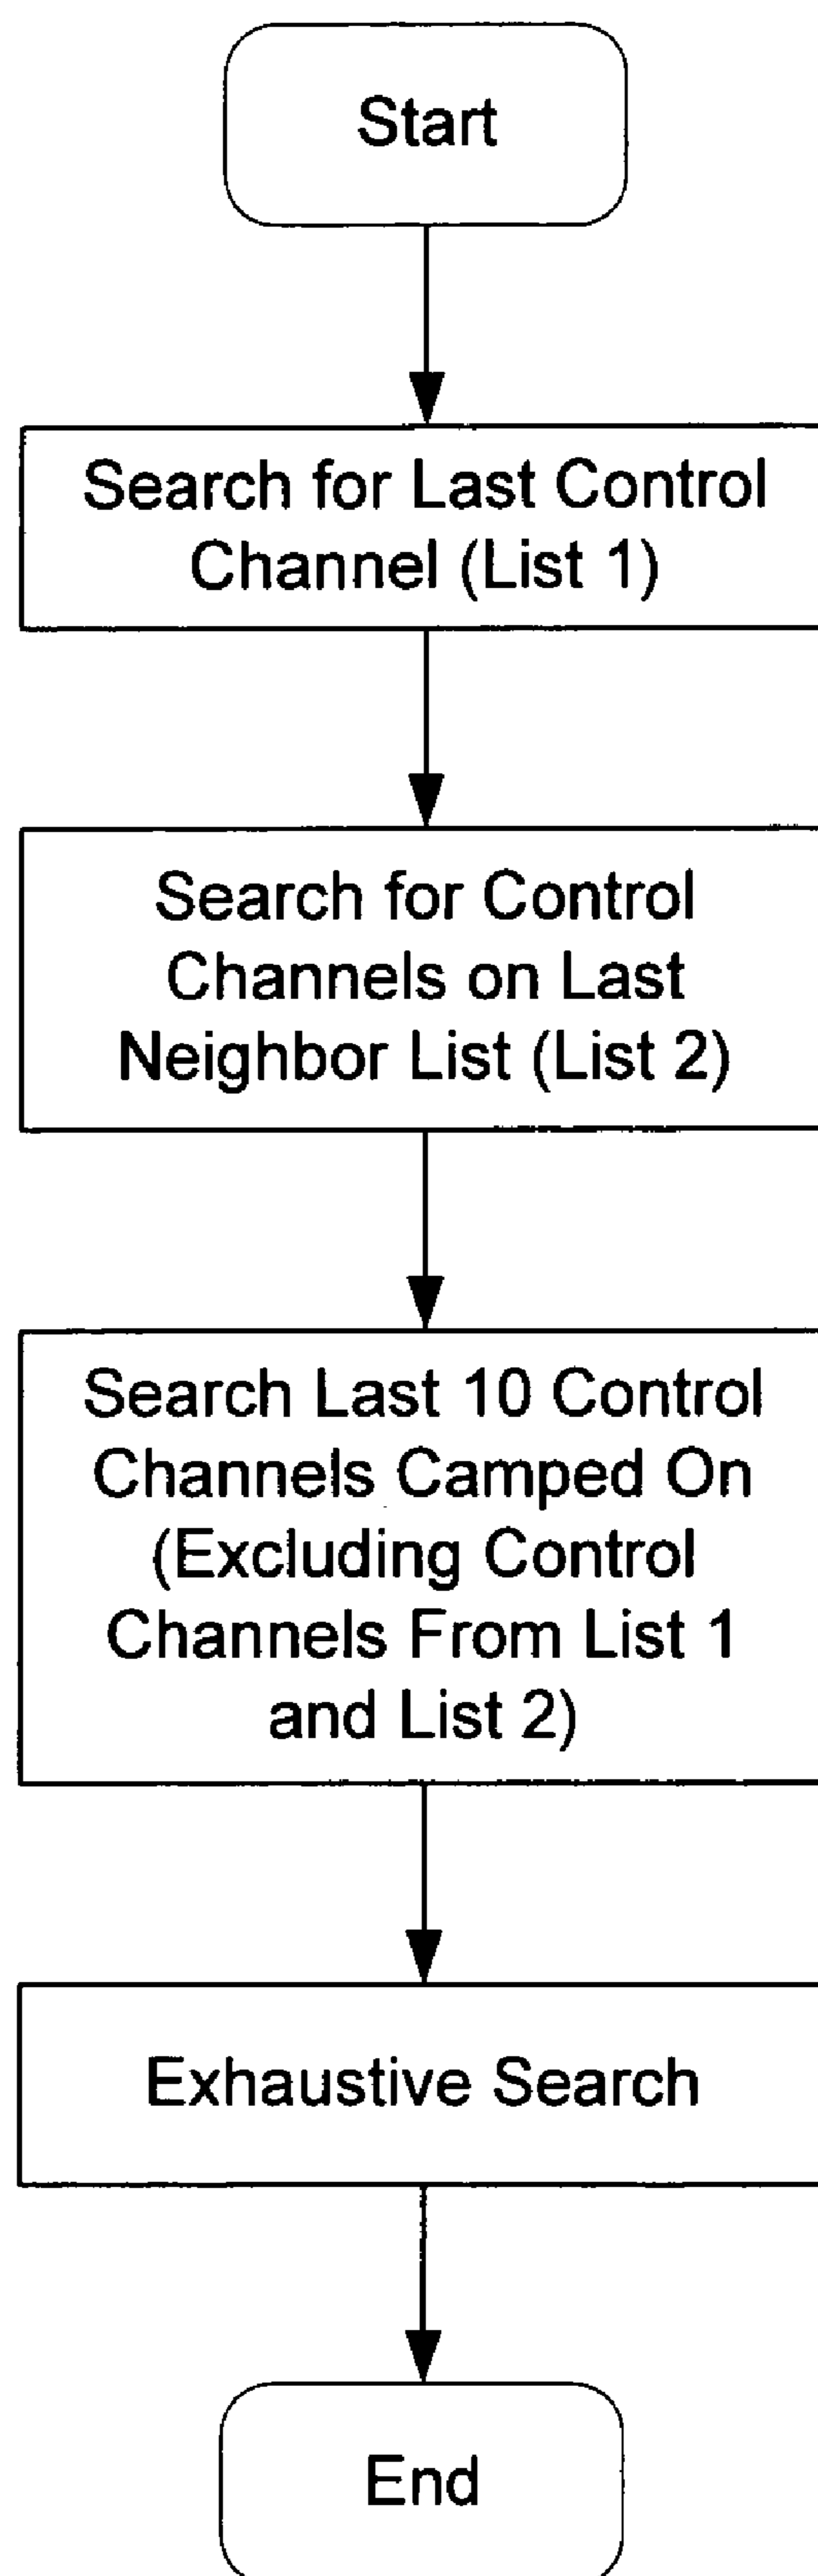 Start
Search for Last Control
Channel (List 1)
Search for Control
Channels on Last
Neighbor List (List 2)
Search Last 10 Control
Channels Camped On
(Excluding Control
Channels From List 1
and List 2)
Exhaustive Search
End